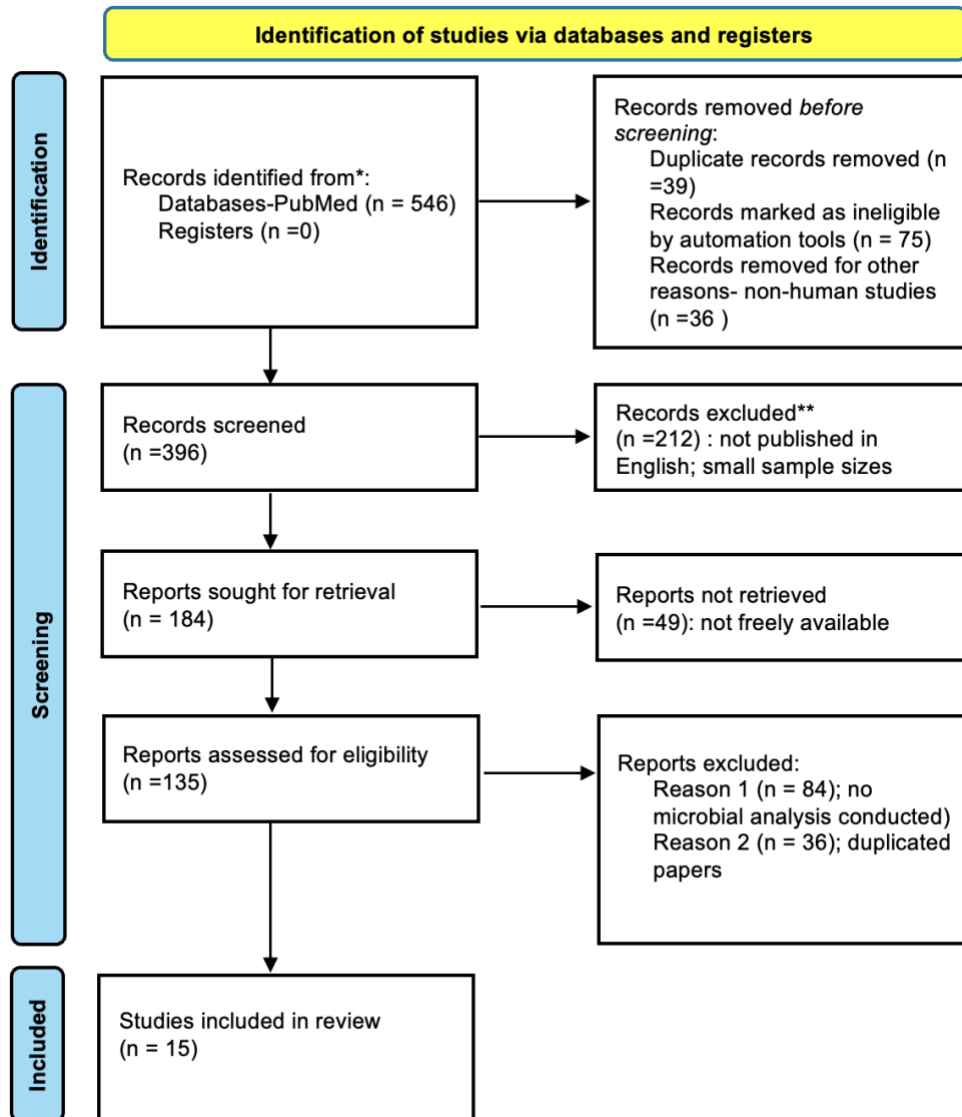 Identification of studies via databases and registers
Identification
Records identified from*:
Databases-PubMed (n = 546)
Registers (n =0)
Records removed before
screening:
Duplicate records removed (n
=39)
Records marked as ineligible
by automation tools (n = 75)
Records removed for other
reasons- non-human studies
(n =36 )
Screening
Records screened
(n =396)
Records excluded**
(n =212) : not published in
English; small sample sizes
Reports sought for retrieval
(n = 184)
Reports not retrieved
(n =49): not freely available
Reports assessed for eligibility
(n =135)
Reports excluded:
Reason 1 (n = 84); no
microbial analysis conducted)
Reason 2 (n = 36); duplicated
papers
Included
Studies included in review
(n = 15)